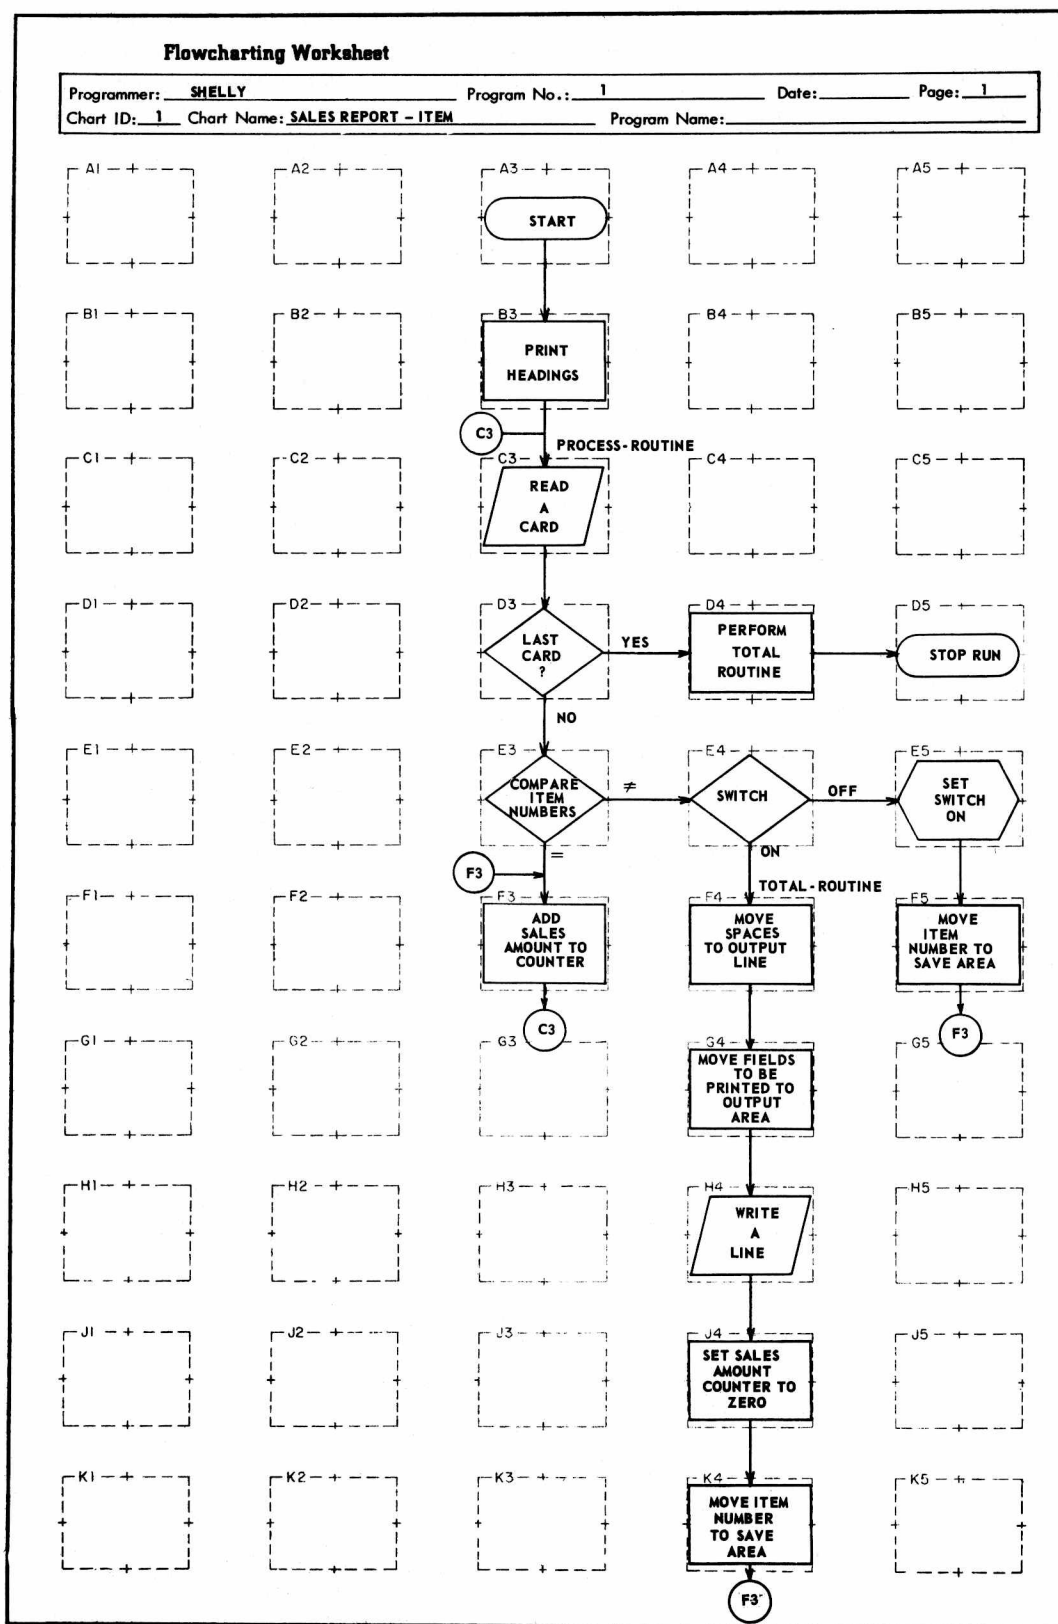 Flowcharting Worksheet
Programmer: SHELLY Program No.: 1 Date: Page: 1
Chart ID: 1 Chart Name: SALES REPORT - ITEM Program Name:
A1 A2 A3 A4 A5
START
B1 B2 B3 B4 B5
PRINT
HEADINGS
C3
PROCESS-ROUTINE
C1 C2 C3 C4 C5
READ
A
CARD
D1 D2 D3 D4 D5
LAST
CARD
?
YES
PERFORM
TOTAL
ROUTINE
STOP RUN
NO
E1 E2 E3 E4 E5
COMPARE
ITEM
NUMBERS
≠
SWITCH
OFF
SET
SWITCH
ON
=
ON
F3
TOTAL-ROUTINE
F1 F2 F3 F4 F5
ADD
SALES
AMOUNT TO
COUNTER
MOVE
SPACES
TO OUTPUT
LINE
MOVE
ITEM
NUMBER TO
SAVE AREA
C3
F3
G1 G2 G3 G4 G5
MOVE FIELDS
TO BE
PRINTED TO
OUTPUT
AREA
H1 H2 H3 H4 H5
WRITE
A
LINE
J1 J2 J3 J4 J5
SET SALES
AMOUNT
COUNTER TO
ZERO
K1 K2 K3 K4 K5
MOVE ITEM
NUMBER
TO SAVE
AREA
F3